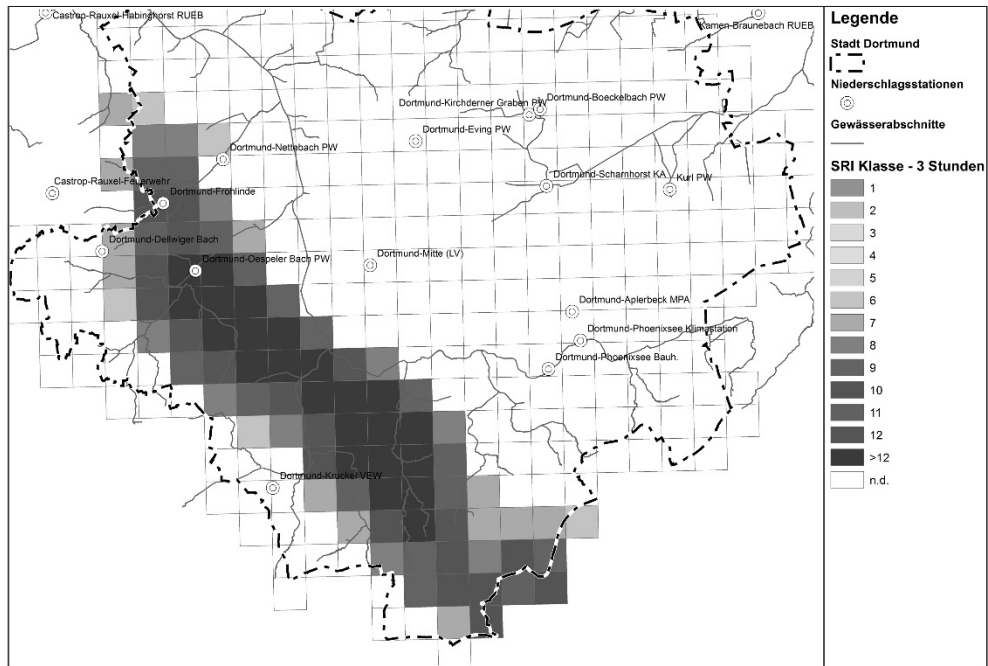 Castrop-Rauxel-Habinghorst RUEB
Kamen-Braunebach RUEB
Dortmund-Kirchderner Graben PW
Dortmund-Boeckelbach PW
Dortmund-Eving PW
Dortmund-Nettebach PW
Castrop-Rauxel-Feuerwehr
Dortmund-Frohlinde
Dortmund-Scharnhorst KA
Kurl PW
Dortmund-Dellwiger Bach
Dortmund-Oespeler Bach PW
Dortmund-Mitte (LV)
Dortmund-Aplerbeck MPA
Dortmund-Phoenixsee Klimastation
Dortmund-Phoenixsee Bauh.
Dortmund-Kruckel VEW
Legende
Stadt Dortmund
Niederschlagsstationen
Gewässerabschnitte
SRI Klasse - 3 Stunden
1
2
3
4
5
6
7
8
9
10
11
12
>12
n.d.